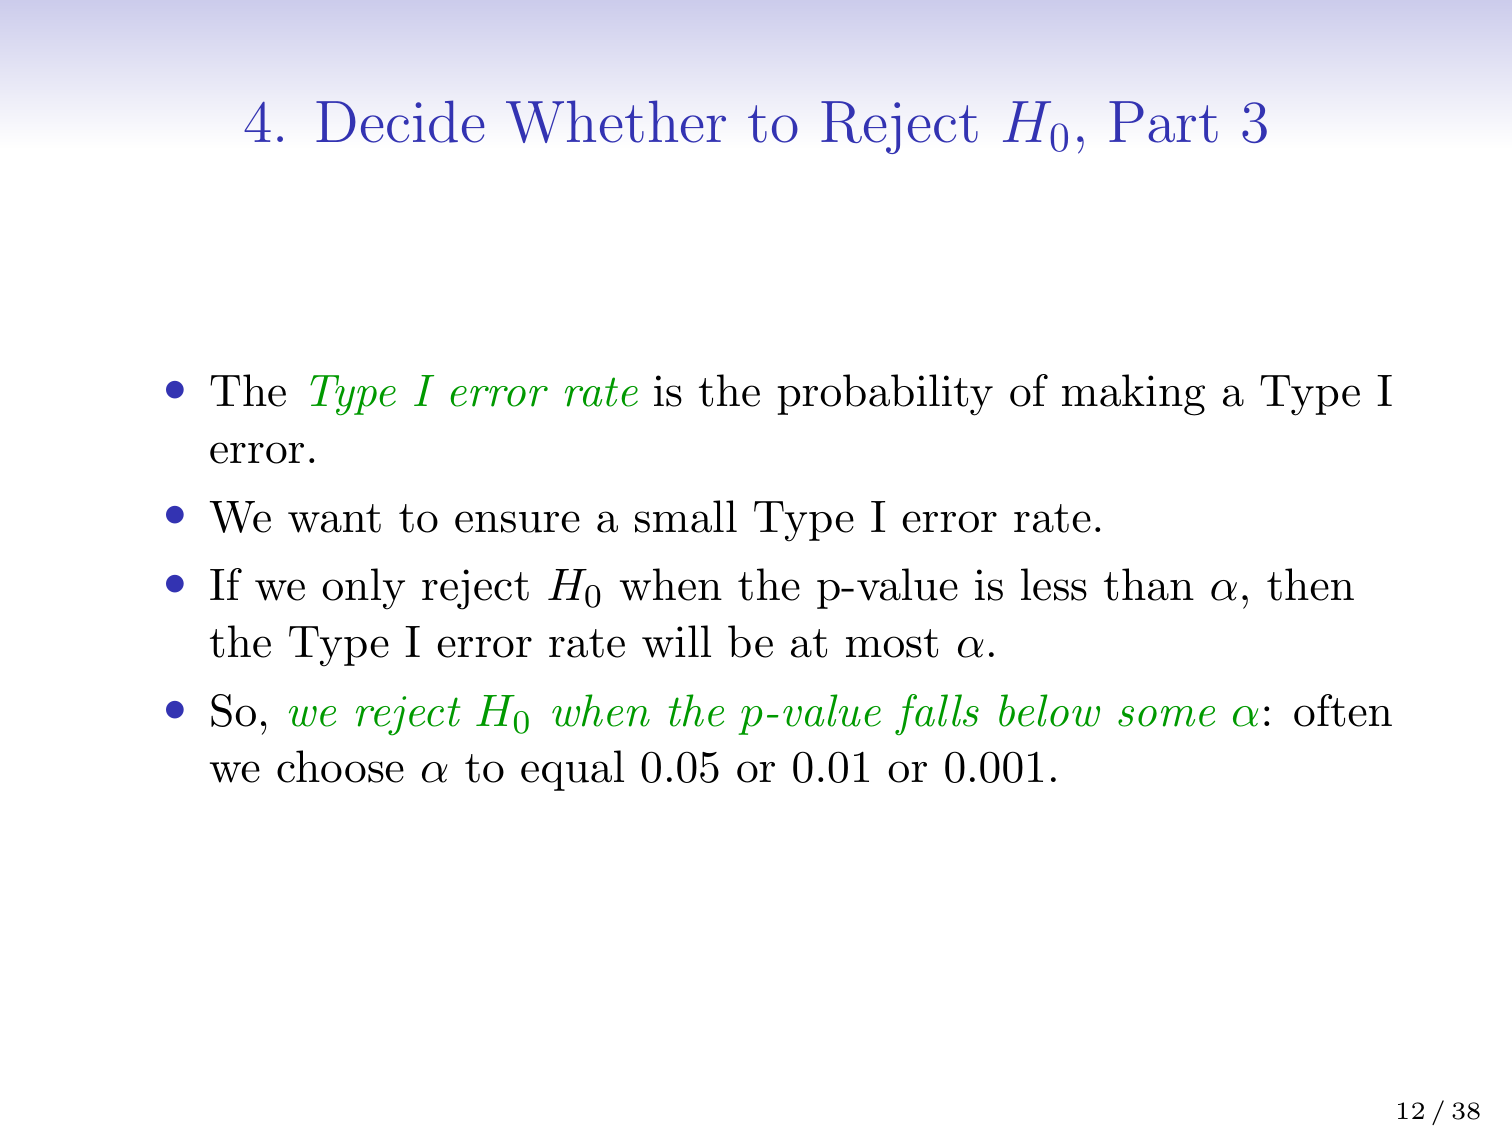 4. Decide Whether to Reject H₀, Part 3
• The Type I error rate is the probability of making a Type I
error.
• We want to ensure a small Type I error rate.
• If we only reject H₀ when the p-value is less than α, then
the Type I error rate will be at most α.
• So, we reject H₀ when the p-value falls below some α: often
we choose α to equal 0.05 or 0.01 or 0.001.
12 / 38